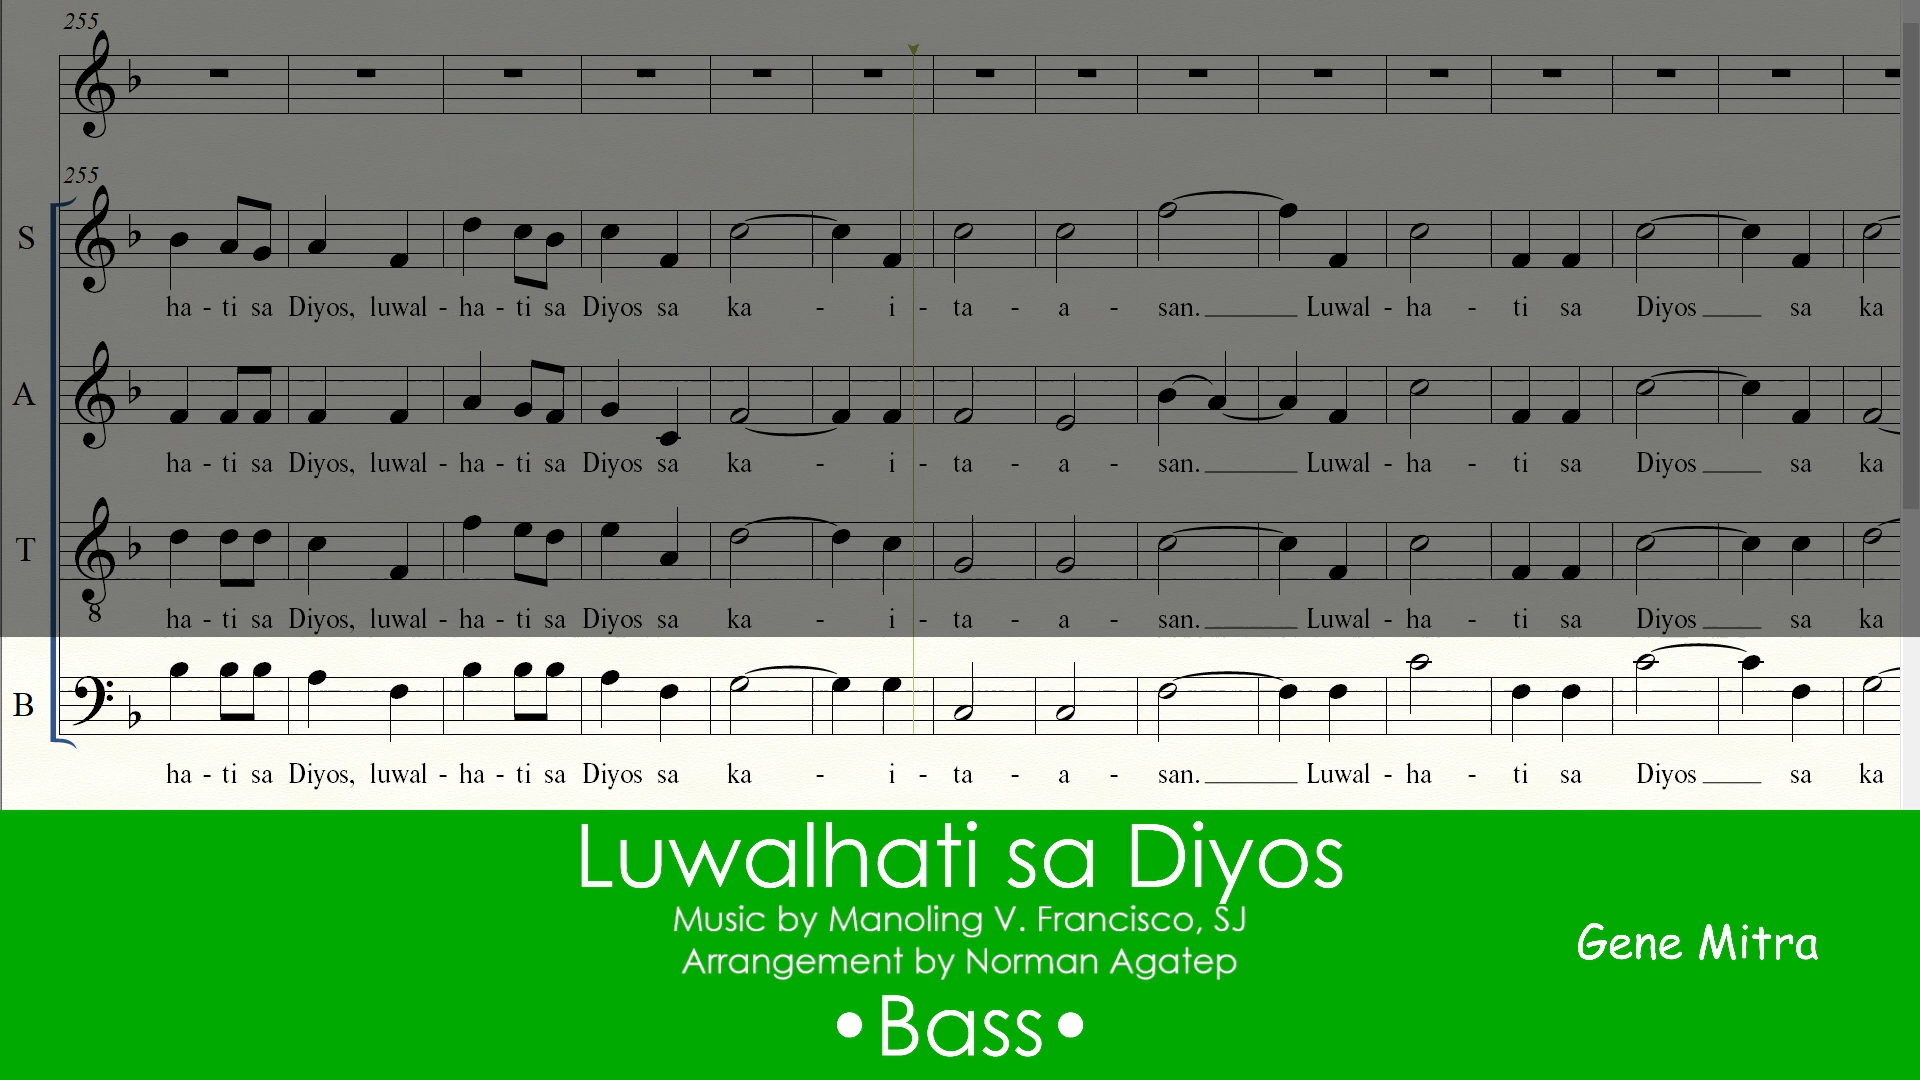 255
255
S
ha - ti sa Diyos, luwal - ha - ti sa Diyos sa ka - i - ta - a - san. Luwal - ha - ti sa Diyos sa ka
A
ha - ti sa Diyos, luwal - ha - ti sa Diyos sa ka - i - ta - a - san. Luwal - ha - ti sa Diyos sa ka
T
8
ha - ti sa Diyos, luwal - ha - ti sa Diyos sa ka - i - ta - a - san. Luwal - ha - ti sa Diyos sa ka
B
ha - ti sa Diyos, luwal - ha - ti sa Diyos sa ka - i - ta - a - san. Luwal - ha - ti sa Diyos sa ka
Luwalhati sa Diyos
Music by Manoling V. Francisco, SJ
Arrangement by Norman Agatep
Gene Mitra
•Bass•